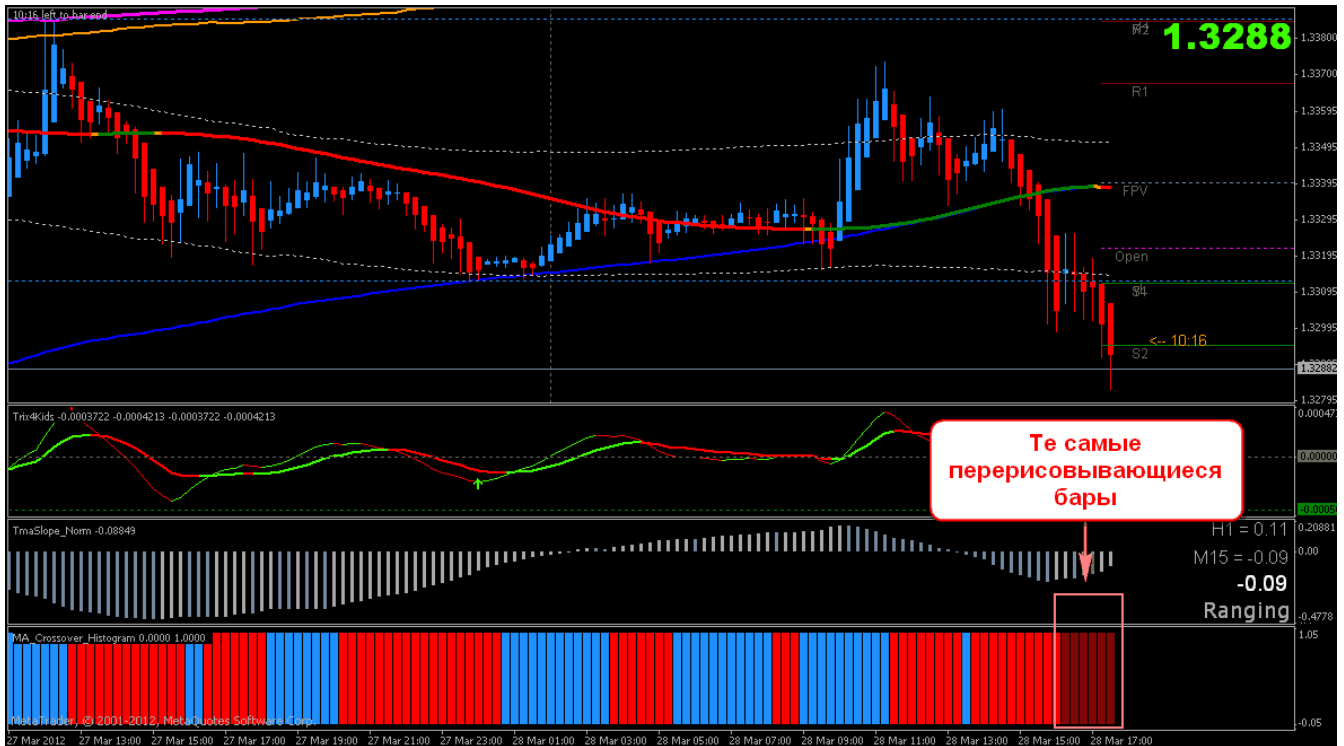 10:16 left to bar end
1.3288
1.33800
R1
1.33700
1.33595
1.33495
FPV
1.33395
1.33295
Open
1.33195
1.33095
<-- 10:16
1.32995
S2
1.32882
1.32795
Trix4Kids -0.0003722 -0.0004213 -0.0003722 -0.0004213
0.00000
Те самые
перерисовывающиеся
бары
TmaSlope_Norm -0.08849
H1 = 0.11
0.20881
0.00
M15 = -0.09
-0.09
Ranging
-0.4778
MA_Crossover_Histogram 0.0000 1.0000
1.05
MetaTrader, © 2001-2012, MetaQuotes Software Corp.
-0.05
27 Mar 2012 27 Mar 13:00 27 Mar 15:00 27 Mar 17:00 27 Mar 19:00 27 Mar 21:00 27 Mar 23:00 28 Mar 01:00 28 Mar 03:00 28 Mar 05:00 28 Mar 07:00 28 Mar 09:00 28 Mar 11:00 28 Mar 13:00 28 Mar 15:00 28 Mar 17:00